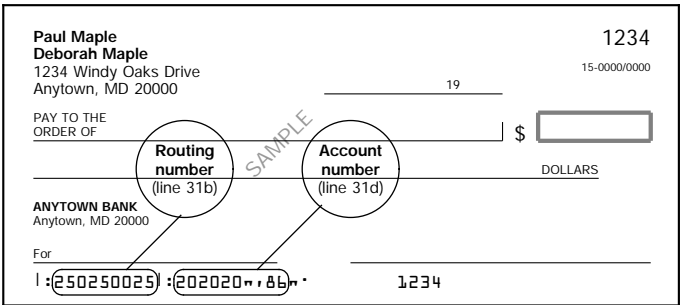 Paul Maple 1234
Deborah Maple
1234 Windy Oaks Drive 15-0000/0000
Anytown, MD 20000 19
PAY TO THE
ORDER OF $
SAMPLE
Routing number (line 31b)
Account number (line 31d)
DOLLARS
ANYTOWN BANK
Anytown, MD 20000
For
|:250250025|:202020"'86"' 1234